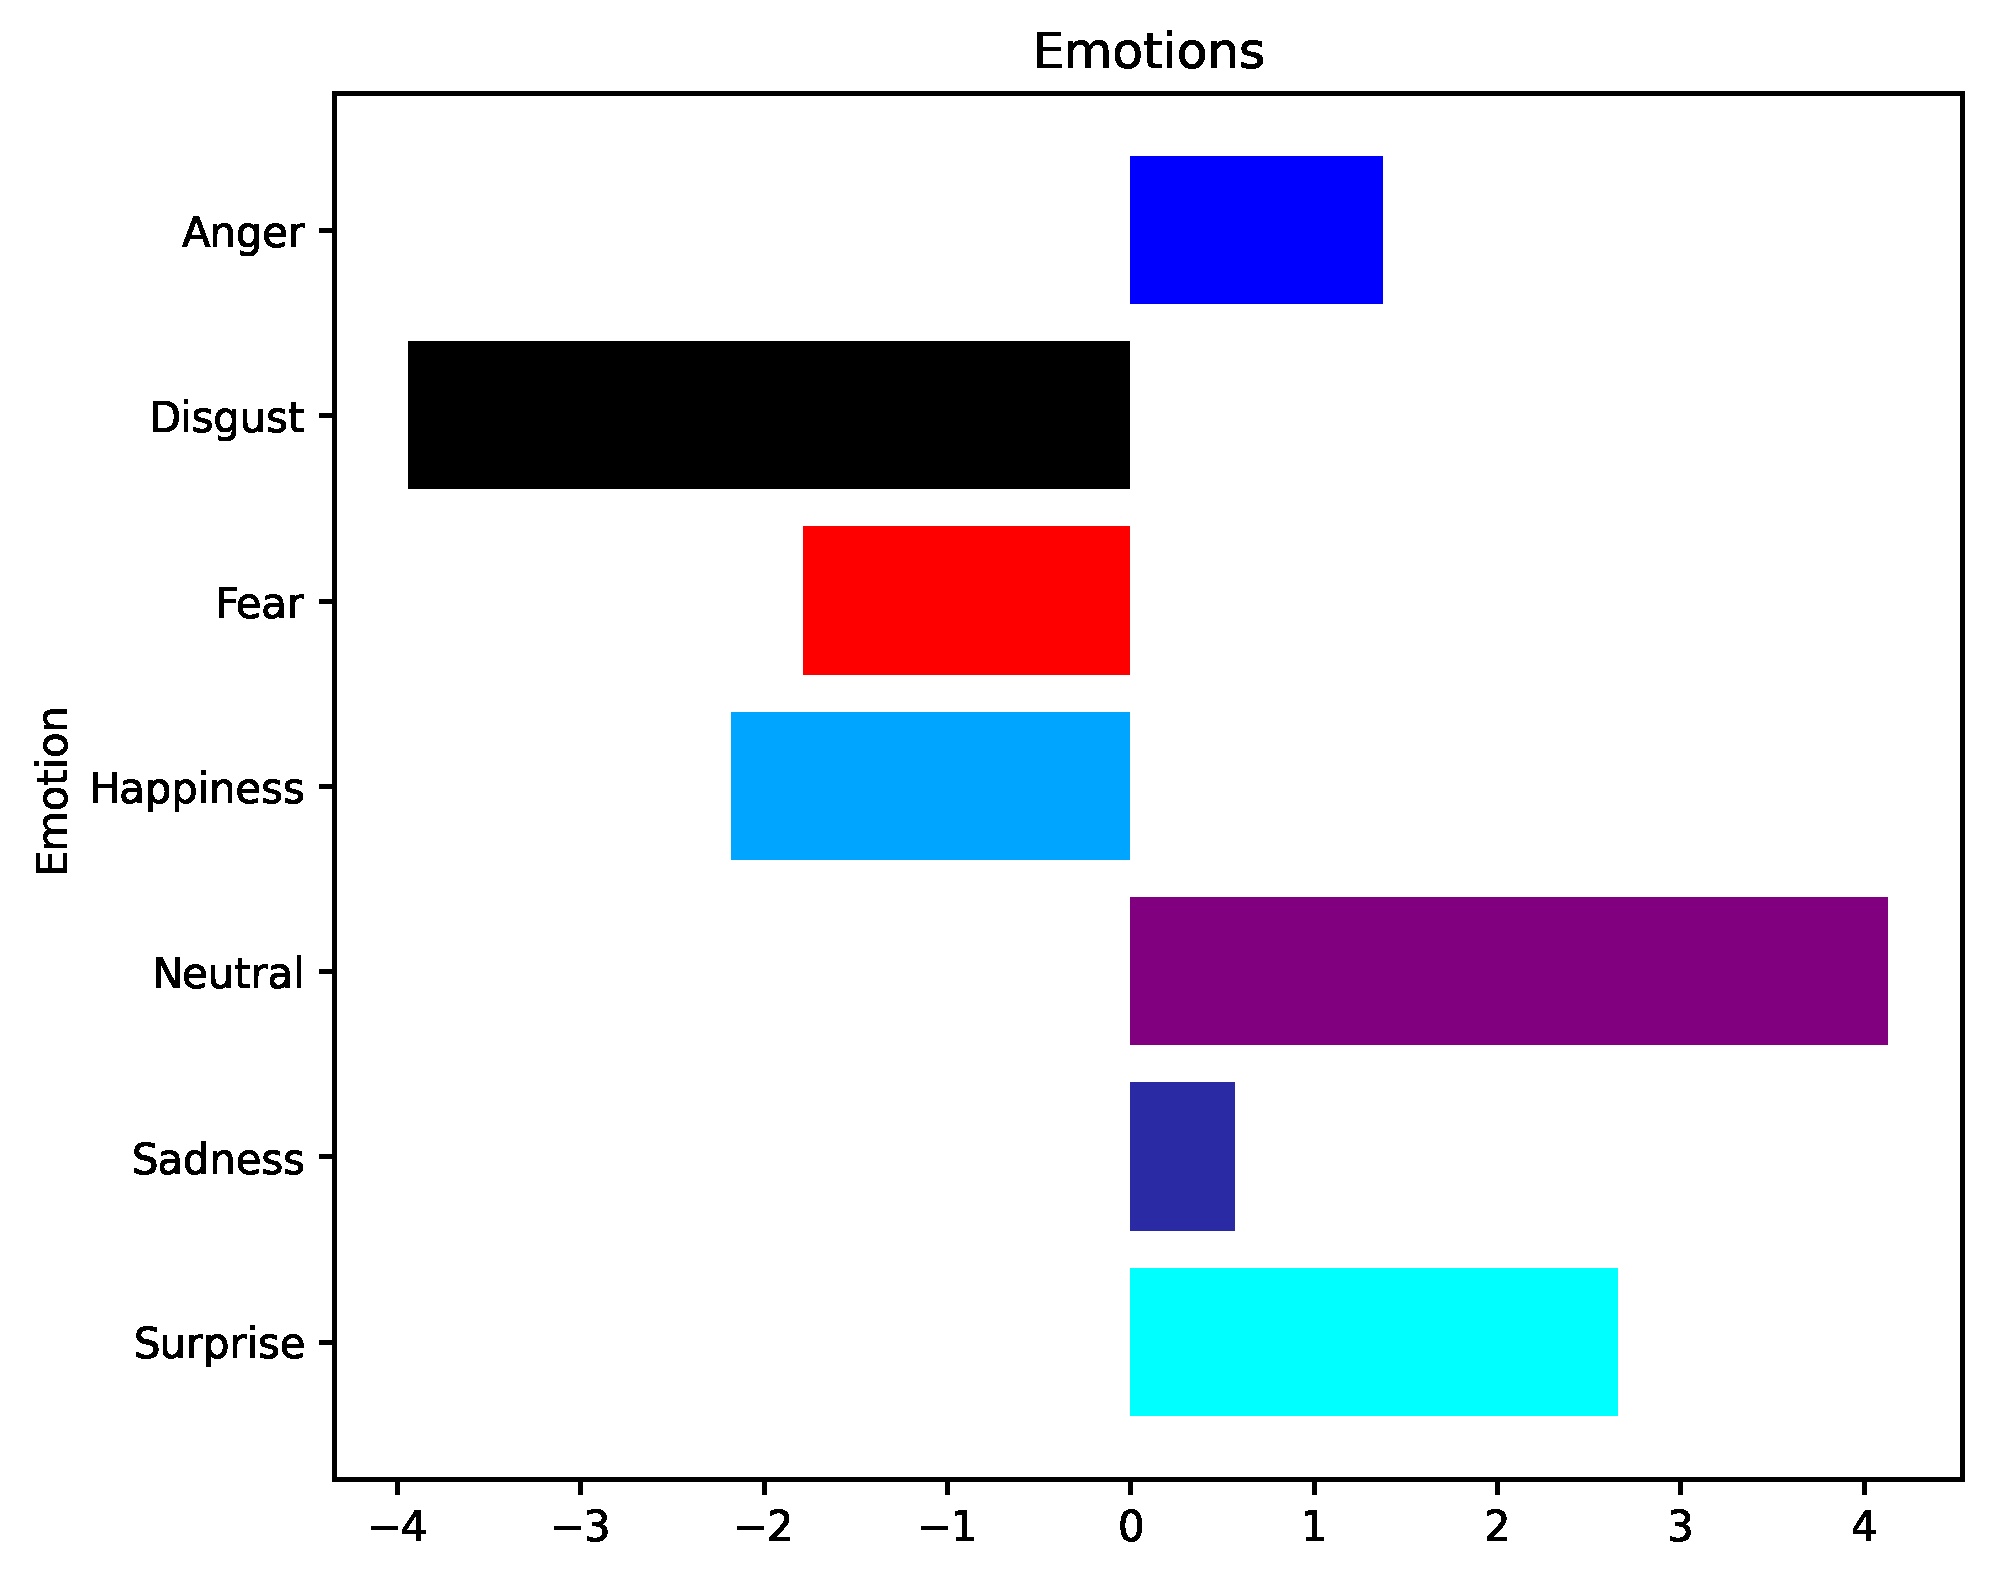 Emotions
Anger
Disgust
Fear
Happiness
Neutral
Sadness
Surprise
Emotion
−4 −3 −2 −1 0 1 2 3 4